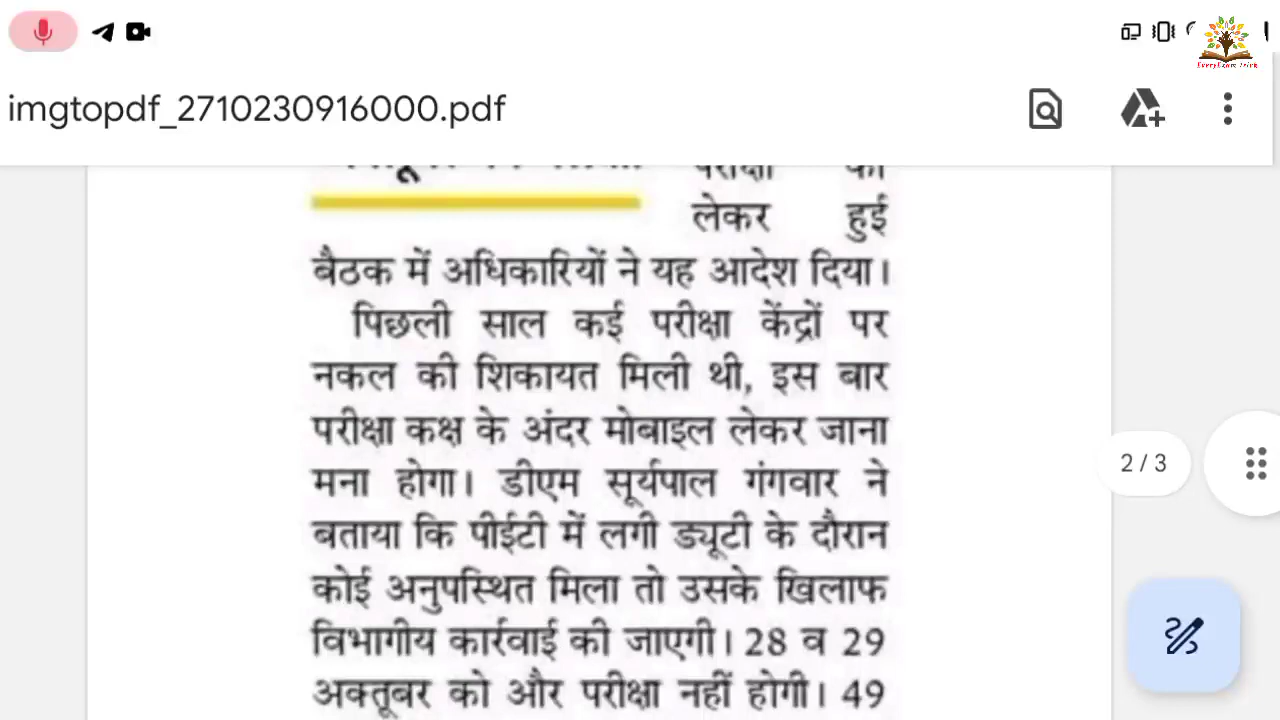 imgtopdf_2710230916000.pdf
लेकर हुई
बैठक में अधिकारियों ने यह आदेश दिया।
पिछली साल कई परीक्षा केंद्रों पर
नकल की शिकायत मिली थी, इस बार
परीक्षा कक्ष के अंदर मोबाइल लेकर जाना
मना होगा। डीएम सूर्यपाल गंगवार ने
बताया कि पीईटी में लगी ड्यूटी के दौरान
कोई अनुपस्थित मिला तो उसके खिलाफ
विभागीय कार्रवाई की जाएगी। 28 व 29
अक्तूबर को और परीक्षा नहीं होगी। 49
2 / 3